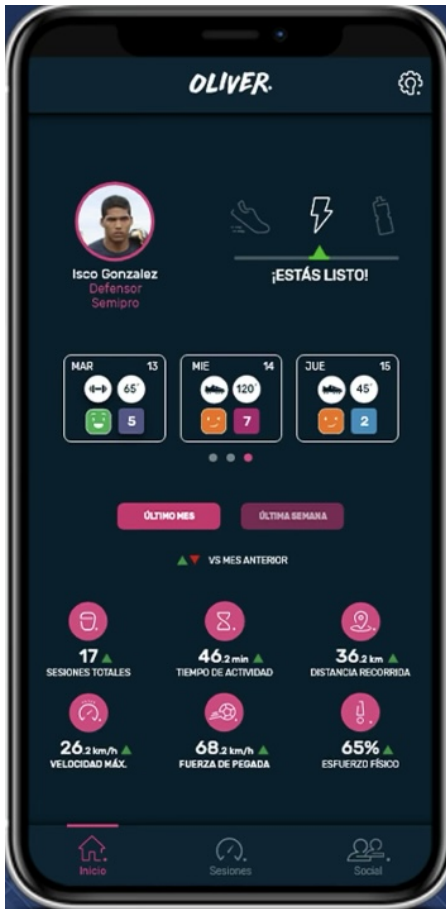 OLIVER.
Isco Gonzalez
Defensor
Semipro
¡ESTÁS LISTO!
MAR 13
65´
5
MIE 14
120´
7
JUE 15
45´
2
ÚLTIMO MES
ÚLTIMA SEMANA
VS MES ANTERIOR
17
SESIONES TOTALES
46.2 min
TIEMPO DE ACTIVIDAD
36.2 km
DISTANCIA RECORRIDA
26.2 km/h
VELOCIDAD MÁX.
68.2 km/h
FUERZA DE PEGADA
65%
ESFUERZO FÍSICO
Inicio
Sesiones
Social